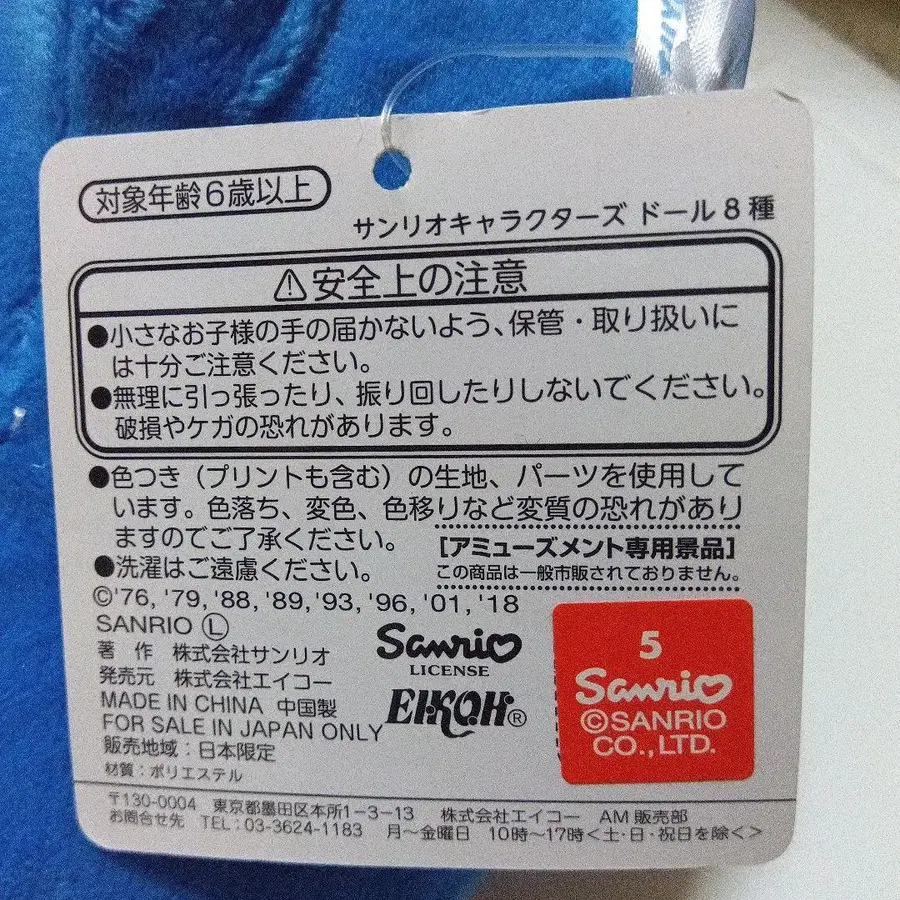 対象年齢6歳以上
サンリオキャラクターズ ドール8種
⚠安全上の注意
●小さなお子様の手の届かないよう、保管・取り扱いに
は十分ご注意ください。
●無理に引っ張ったり、振り回したりしないでください。
破損やケガの恐れがあります。
●色つき（プリントも含む）の生地、パーツを使用して
います。色落ち、変色、色移りなど変質の恐れがあり
ますのでご了承ください。
●洗濯はご遠慮ください。
[アミューズメント専用景品]
この商品は一般市販されておりません。
©'76, '79, '88, '89, '93, '96, '01, '18
SANRIO Ⓛ
著 作 株式会社サンリオ
発売元 株式会社エイコー
MADE IN CHINA 中国製
FOR SALE IN JAPAN ONLY
販売地域：日本限定
材質：ポリエステル
Sanrio
LICENSE
EIKOH®
5
Sanrio
©SANRIO
CO.,LTD.
〒130-0004 東京都墨田区本所1-3-13 株式会社エイコー AM販売部
お問合せ先 TEL：03-3624-1183 月～金曜日 10時～17時＜土・日・祝日を除く＞